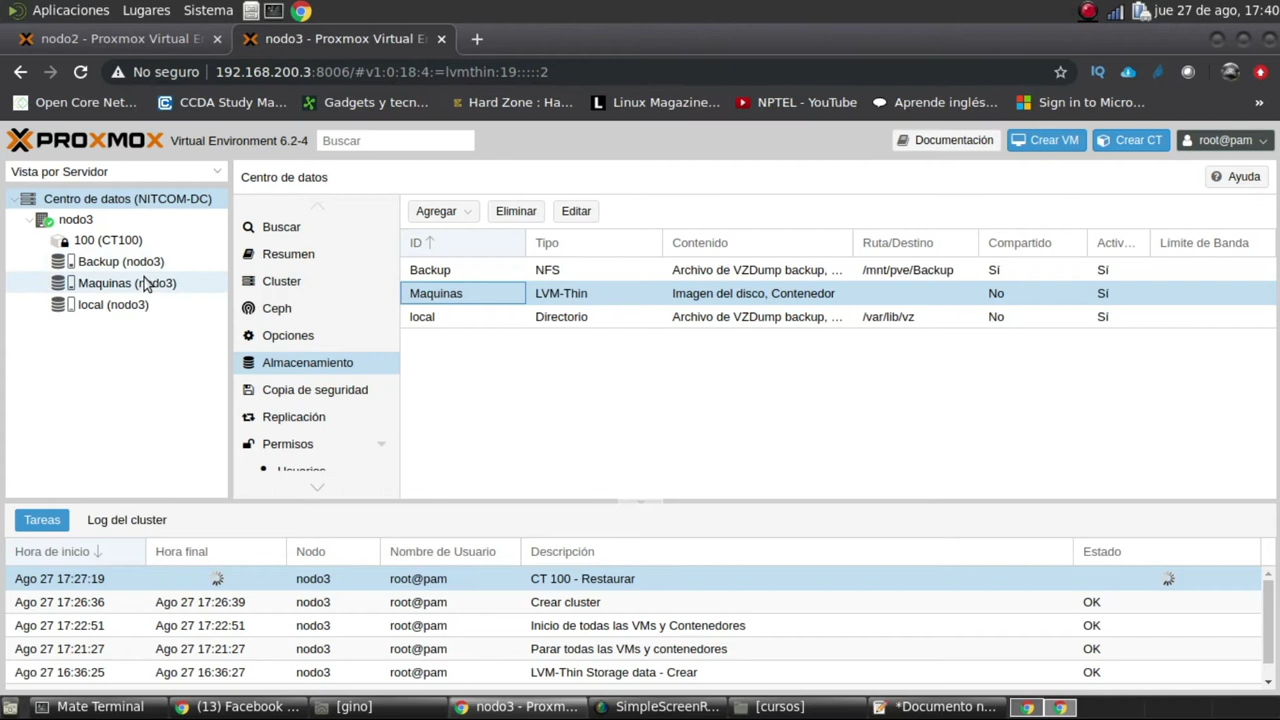 Aplicaciones Lugares Sistema jue 27 de ago, 17:40
nodo2 - Proxmox Virtual E
nodo3 - Proxmox Virtual E
No seguro 192.168.200.3:8006/#v1:0:18:4:=lvmthin:19:::::2
Open Core Net... CCDA Study Ma... Gadgets y tecn... Hard Zone : Ha... Linux Magazine... NPTEL - YouTube Aprende inglés... Sign in to Micro... »
PROXMOX Virtual Environment 6.2-4 Buscar Documentación Crear VM Crear CT root@pam
Vista por Servidor
Centro de datos (NITCOM-DC)
nodo3
100 (CT100)
Backup (nodo3)
Maquinas (nodo3)
local (nodo3)
Centro de datos Ayuda
Buscar
Resumen
Cluster
Ceph
Opciones
Almacenamiento
Copia de seguridad
Replicación
Permisos
Usuarios
Agregar Eliminar Editar
ID Tipo Contenido Ruta/Destino Compartido Activ... Límite de Banda
Backup NFS Archivo de VZDump backup, ... /mnt/pve/Backup Sí Sí
Maquinas LVM-Thin Imagen del disco, Contenedor No Sí
local Directorio Archivo de VZDump backup, ... /var/lib/vz No Sí
Tareas Log del cluster
Hora de inicio Hora final Nodo Nombre de Usuario Descripción Estado
Ago 27 17:27:19 nodo3 root@pam CT 100 - Restaurar
Ago 27 17:26:36 Ago 27 17:26:39 nodo3 root@pam Crear cluster OK
Ago 27 17:22:51 Ago 27 17:22:51 nodo3 root@pam Inicio de todas las VMs y Contenedores OK
Ago 27 17:21:27 Ago 27 17:21:27 nodo3 root@pam Parar todas las VMs y contenedores OK
Ago 27 16:36:25 Ago 27 16:36:27 nodo3 root@pam LVM-Thin Storage data - Crear OK
Mate Terminal (13) Facebook ... [gino] nodo3 - Proxm... SimpleScreenR... [cursos] *Documento n...